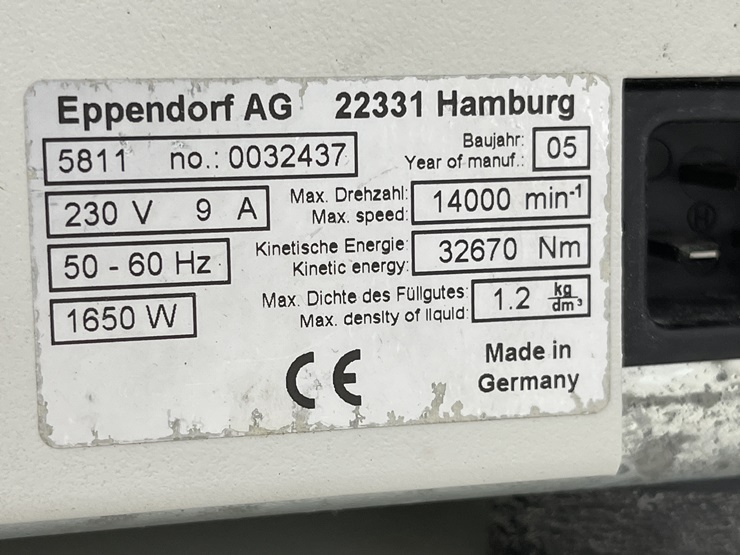 Eppendorf AG 22331 Hamburg
5811 no.: 0032437
Baujahr:
Year of manuf.:
05
230 V 9 A
Max. Drehzahl:
Max. speed:
14000 min-1
50 - 60 Hz
Kinetische Energie:
Kinetic energy:
32670 Nm
1650 W
Max. Dichte des Füllgutes:
Max. density of liquid:
1.2 kg/dm³
CE
Made in
Germany